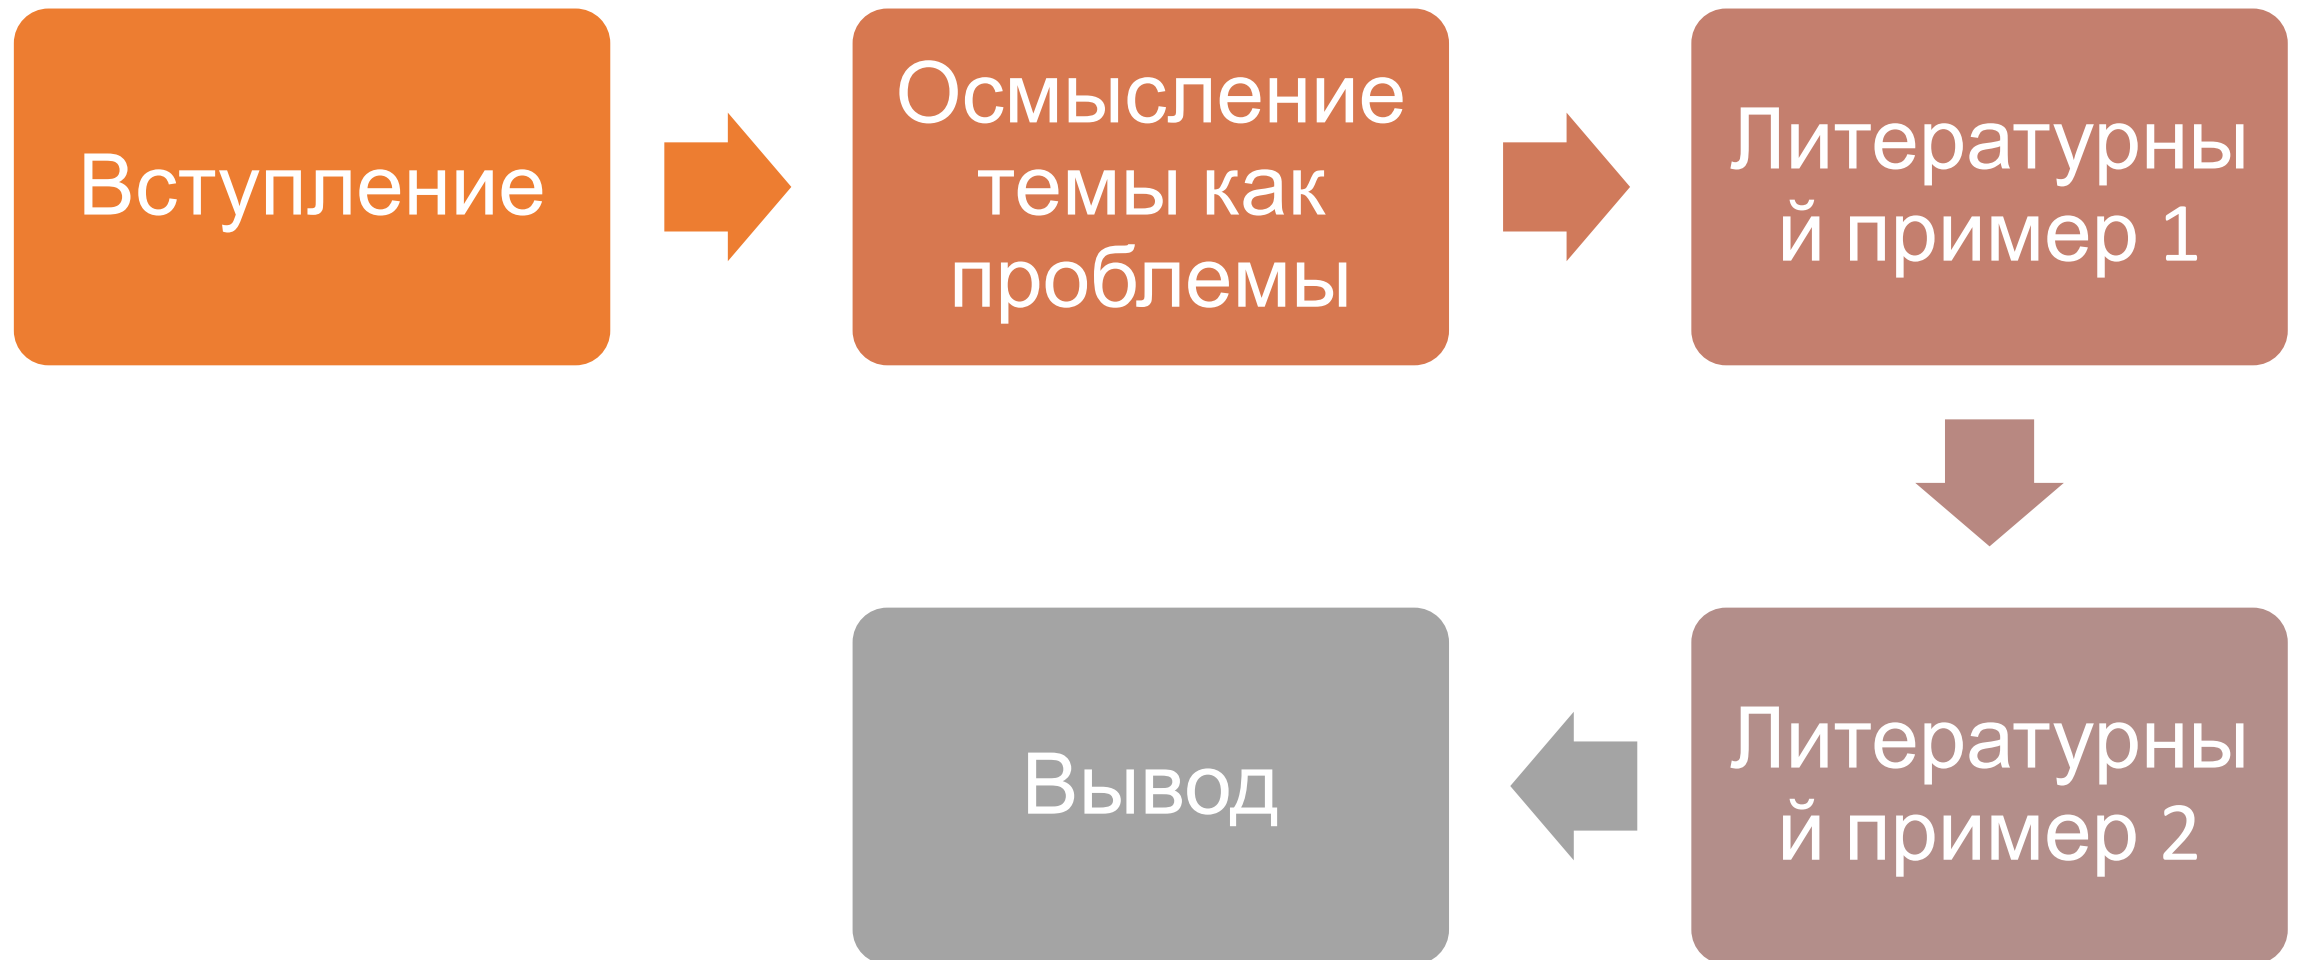 Вступление
Осмысление
темы как
проблемы
Литературны
й пример 1
Литературны
й пример 2
Вывод